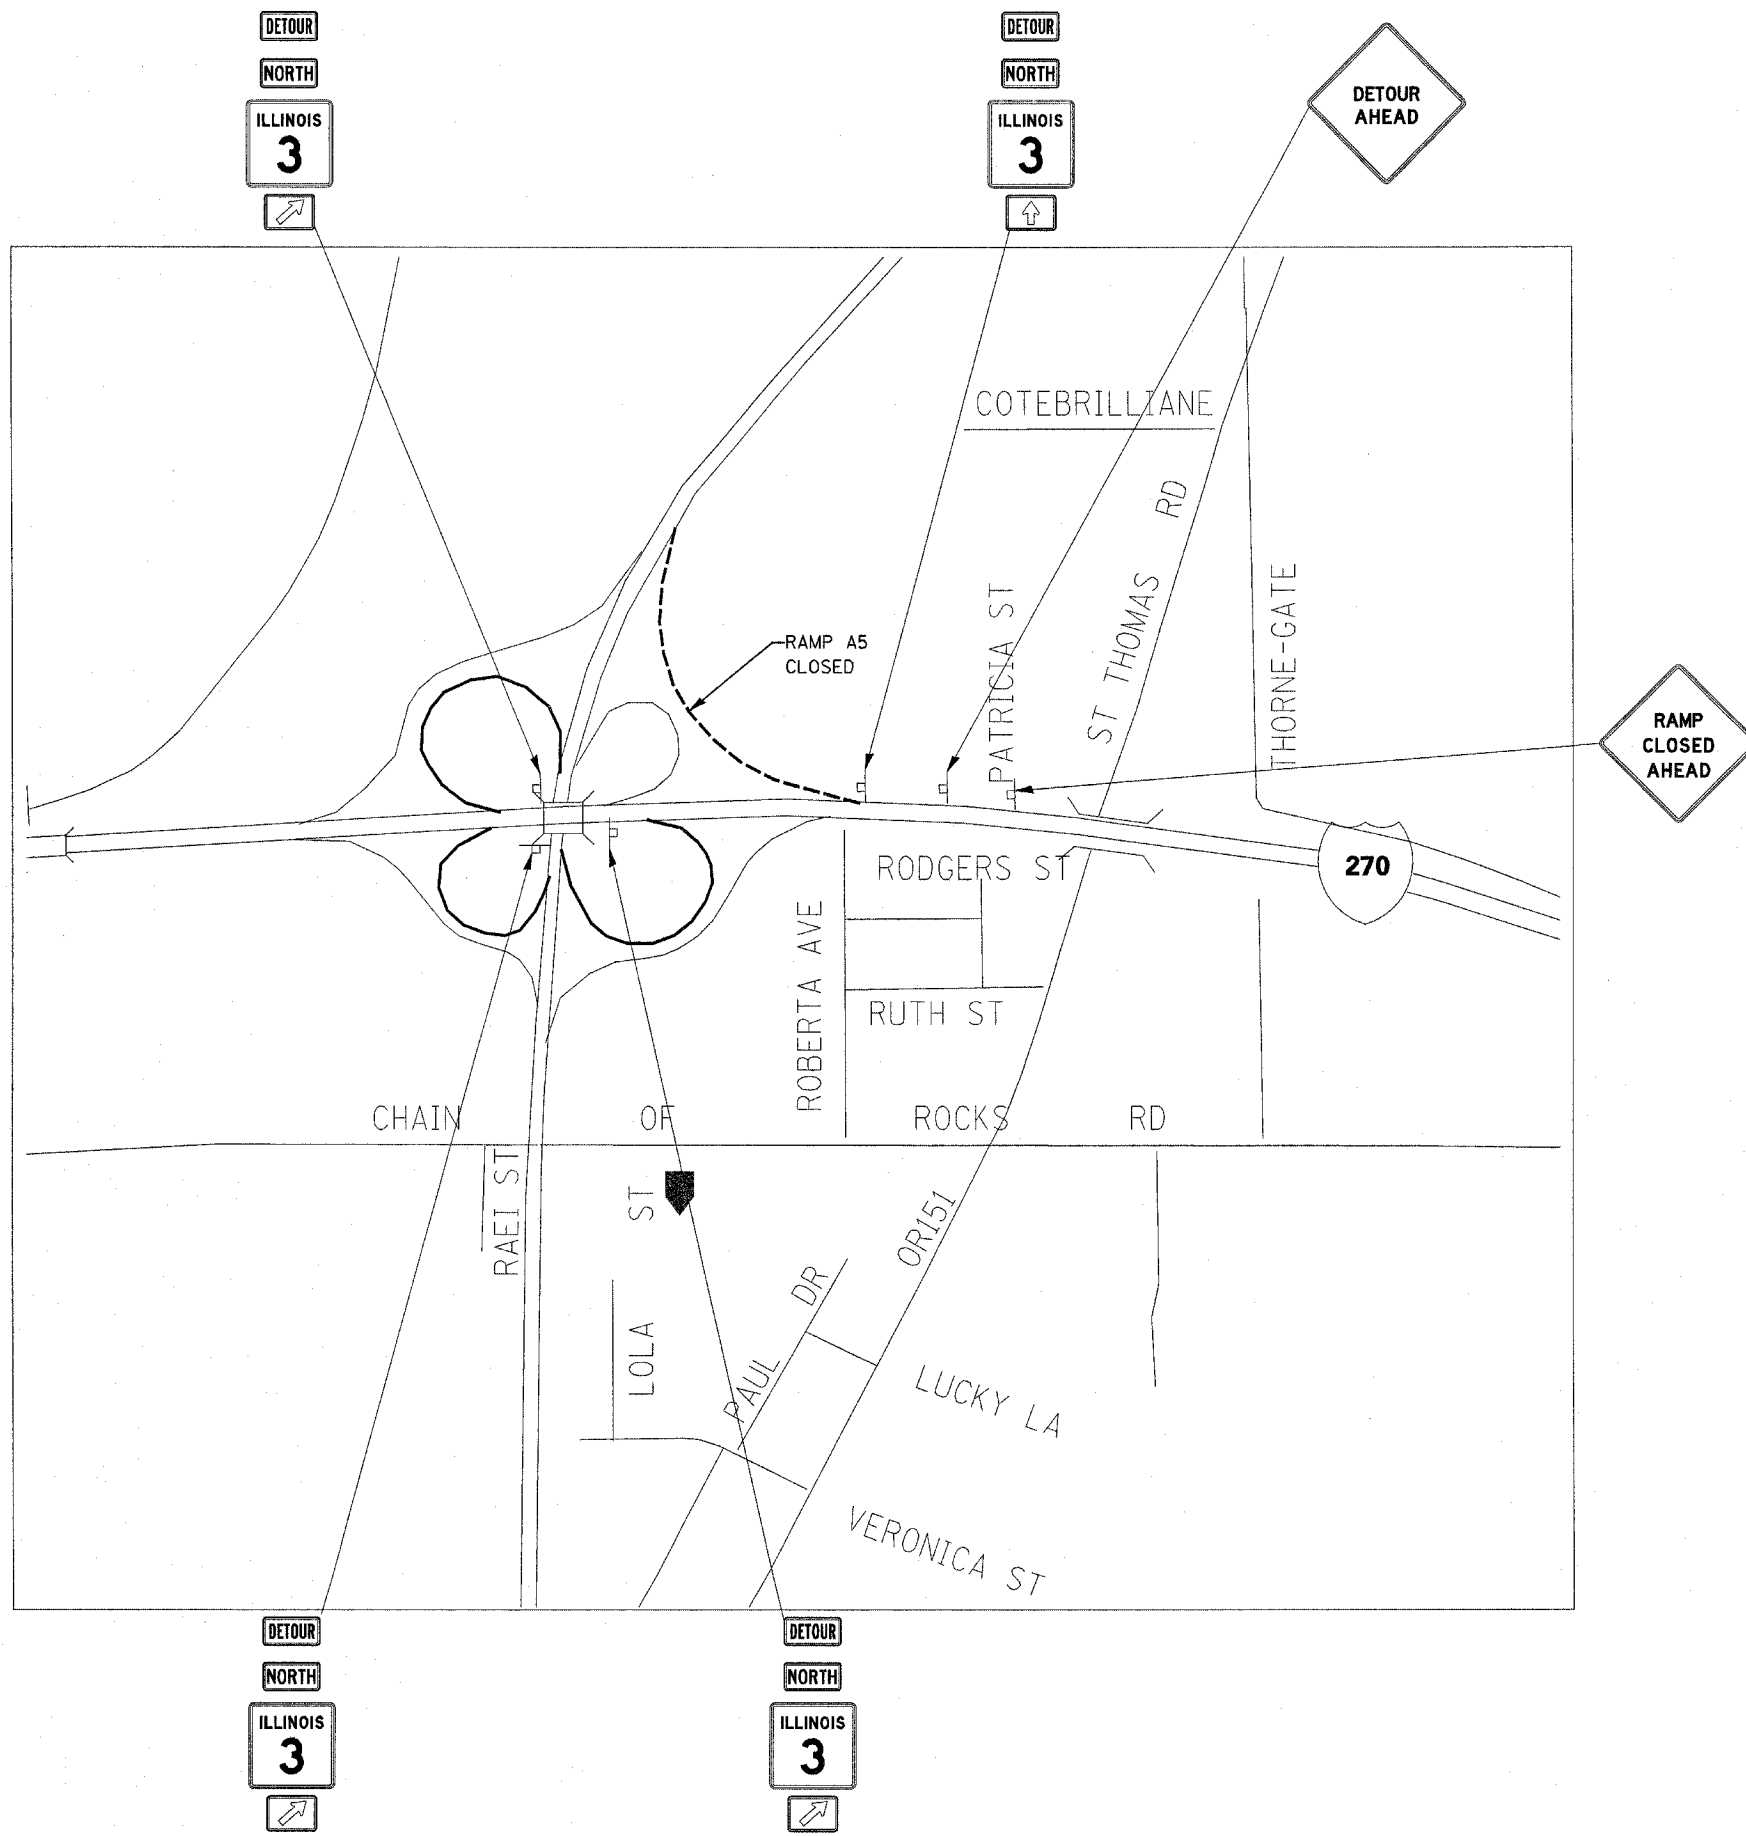 DETOUR
NORTH
ILLINOIS
3
DETOUR
NORTH
ILLINOIS
3
DETOUR
AHEAD
COTEBRILLIANE
ST THOMAS RD
PATRICIA ST
THORNE-GATE
RAMP A5
CLOSED
RAMP
CLOSED
AHEAD
270
RODGERS ST
ROBERTA AVE
RUTH ST
CHAIN OF ROCKS RD
RAEI ST
LOLA ST
OR151
PAUL DR
LUCKY LA
VERONICA ST
DETOUR
NORTH
ILLINOIS
3
DETOUR
NORTH
ILLINOIS
3